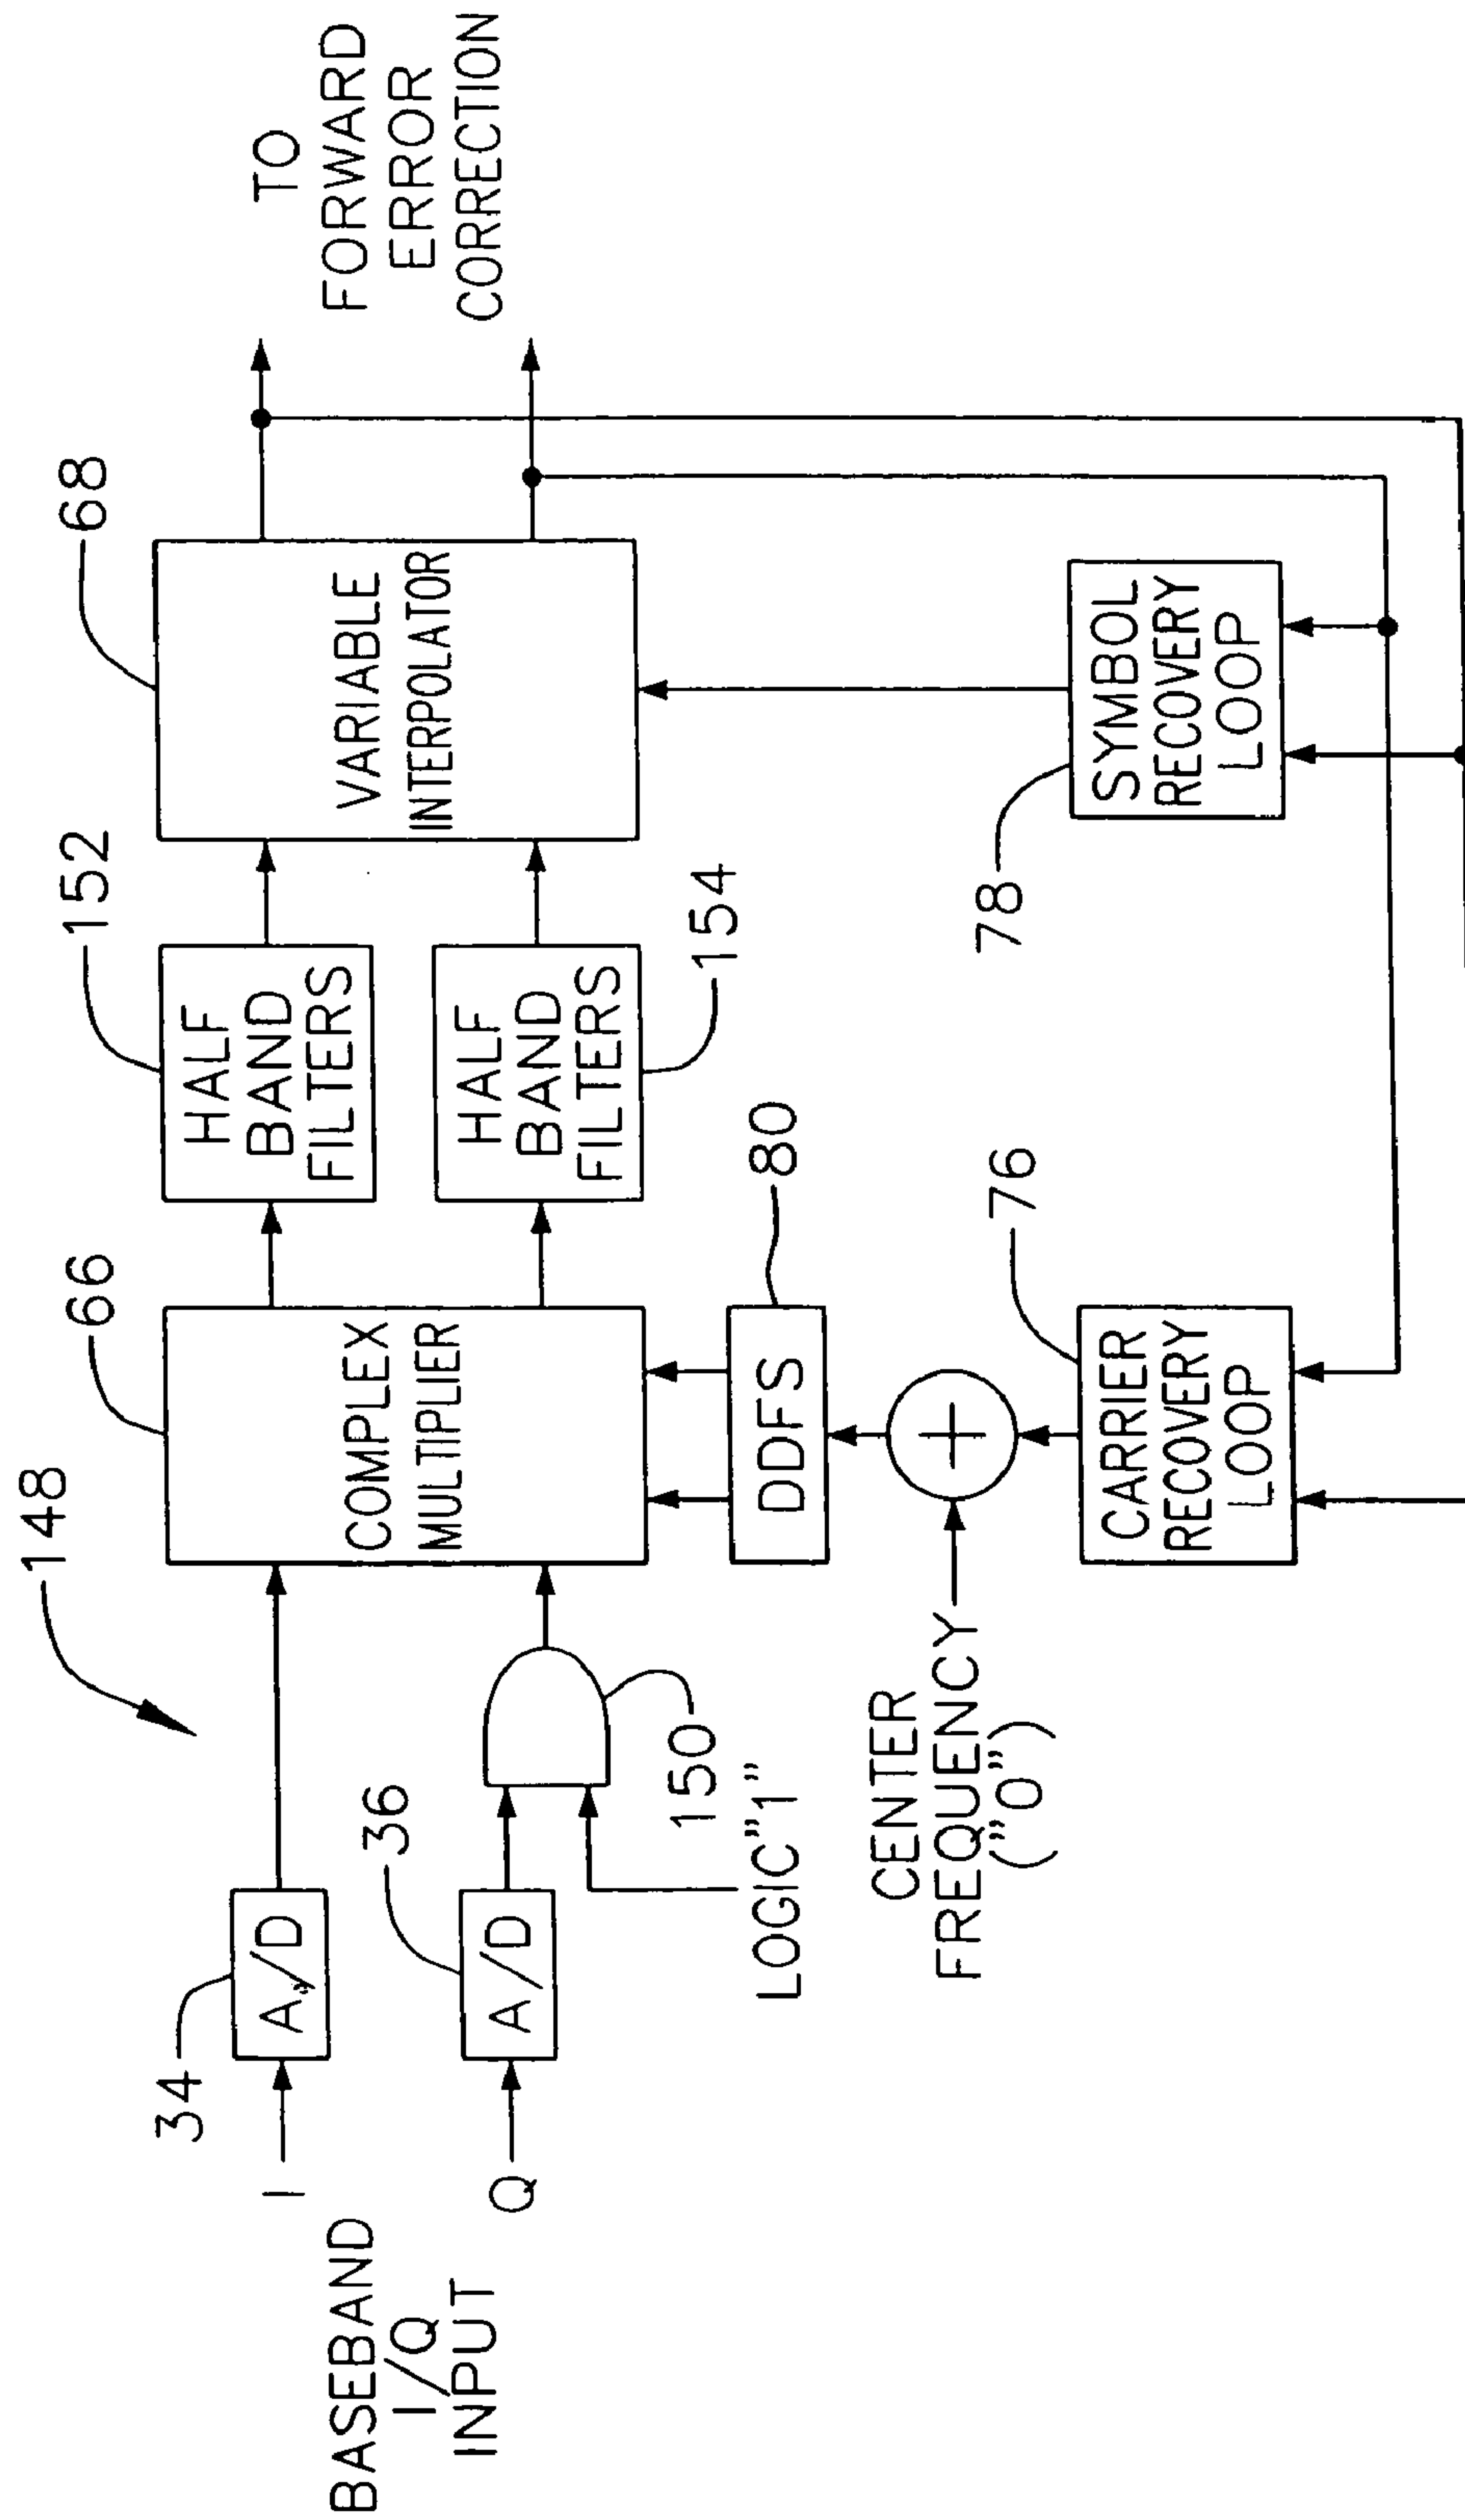 148
BASEBAND
I/Q
INPUT
I
Q
34
A/D
36
A/D
150
LOGIC"1"
66
COMPLEX
MULTIPLIER
152
HALF
BAND
FILTERS
HALF
BAND
FILTERS
154
68
VARIABLE
INTERPOLATOR
TO
FORWARD
ERROR
CORRECTION
80
DDFS
CENTER
FREQUENCY
("0")
76
CARRIER
RECOVERY
LOOP
78
SYMBOL
RECOVERY
LOOP